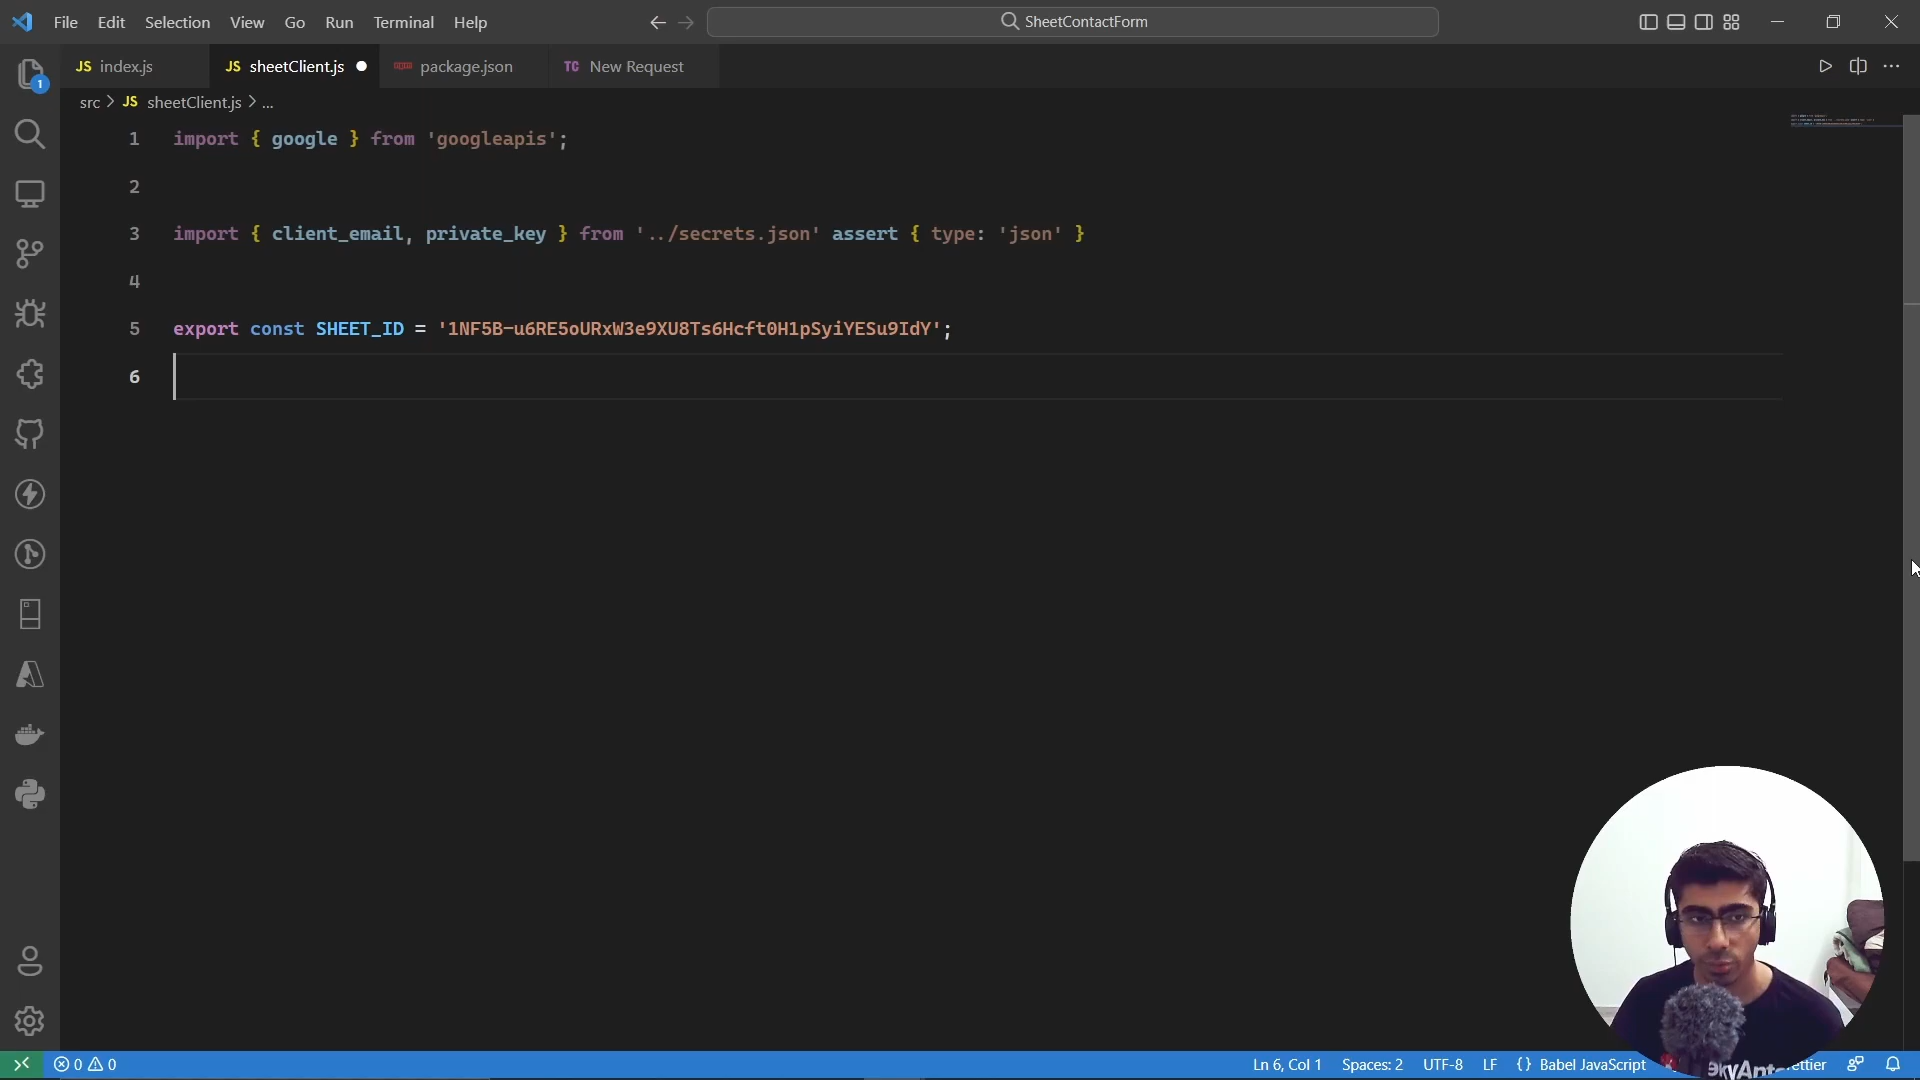 File Edit Selection View Go Run Terminal Help
SheetContactForm
1
JS index.js
JS sheetClient.js
package.json
TC New Request
src > JS sheetClient.js > ...
1 import { google } from 'googleapis';
2
3 import { client_email, private_key } from '../secrets.json' assert { type: 'json' }
4
5 export const SHEET_ID = '1NF5B-u6RE5oURxW3e9XU8Ts6Hcft0H1pSyiYESu9IdY';
6
0 0
Ln 6, Col 1 Spaces: 2 UTF-8 LF {} Babel JavaScript